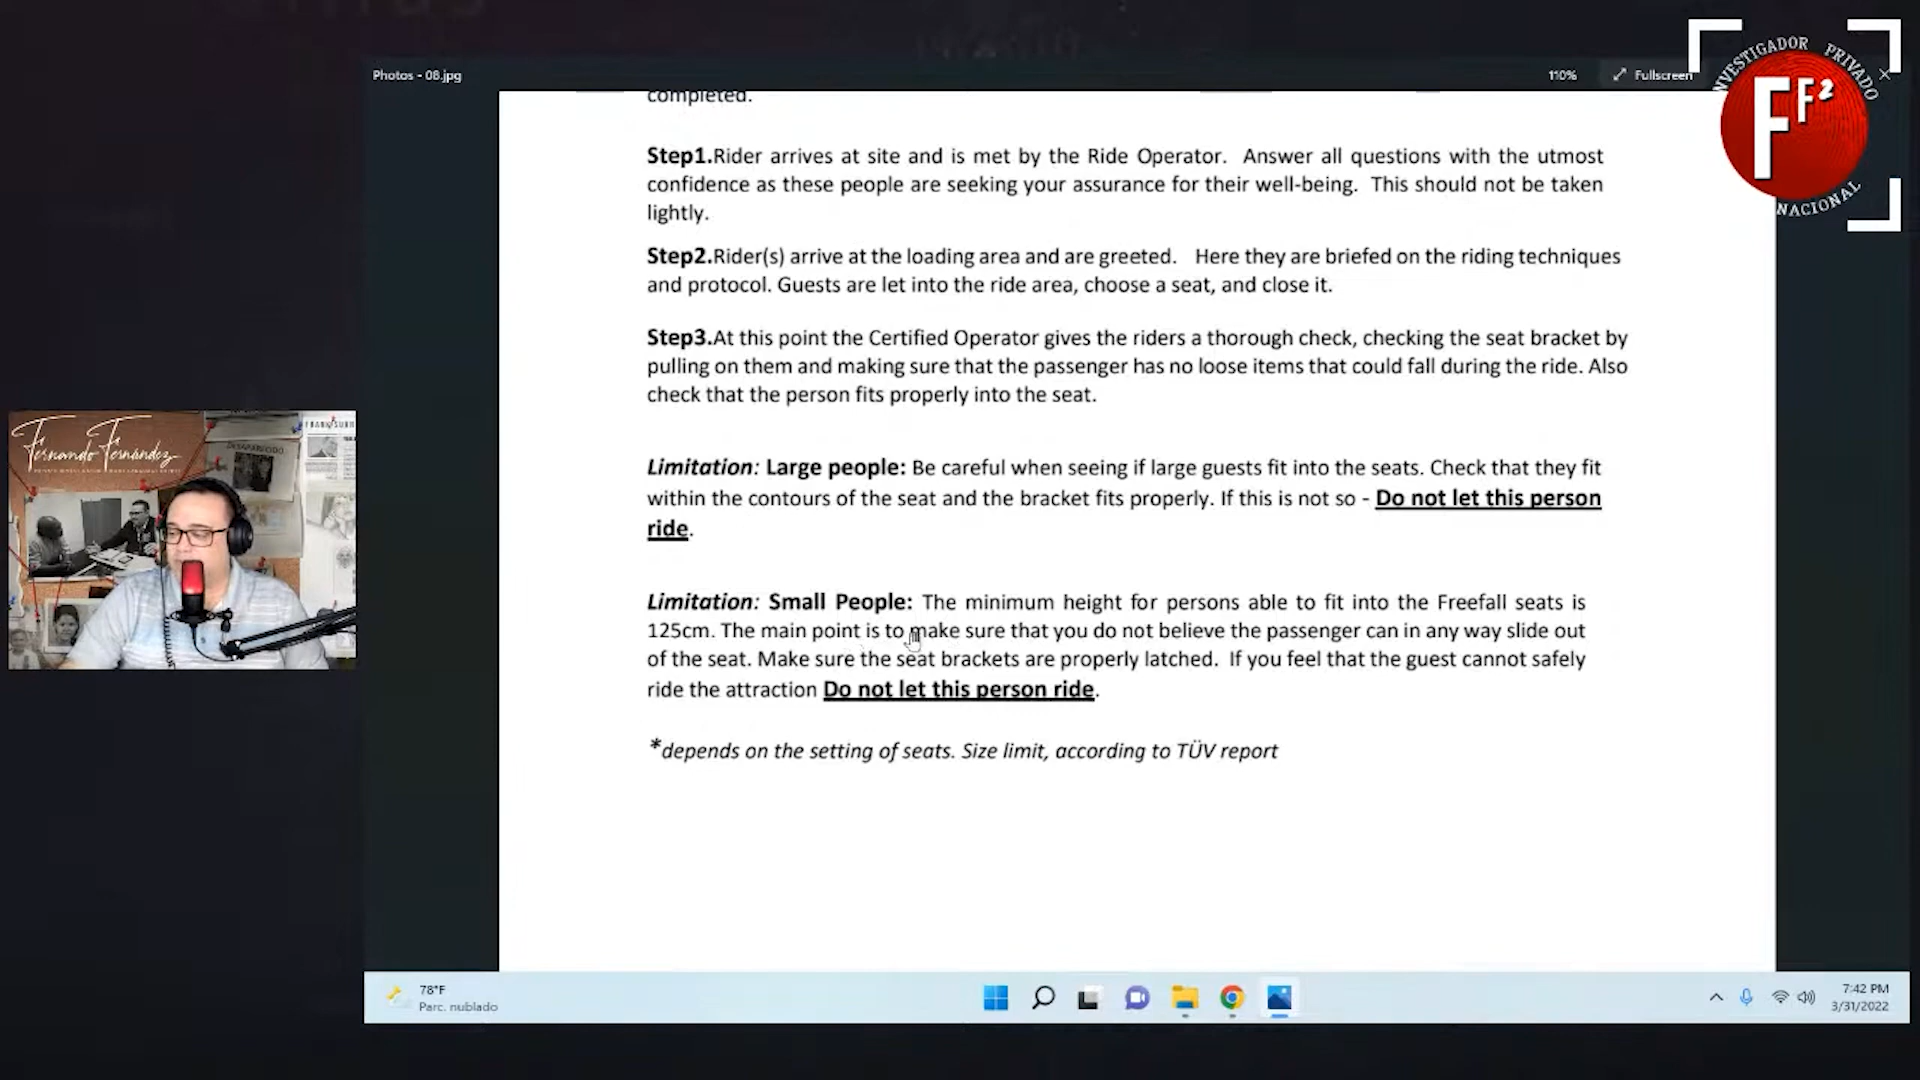 Photos - 08.jpg
110%
Fullscreen
INVESTIGADOR PRIVADO
FF²
NACIONAL
completed.
Step1.Rider arrives at site and is met by the Ride Operator. Answer all questions with the utmost
confidence as these people are seeking your assurance for their well-being. This should not be taken
lightly.
Step2.Rider(s) arrive at the loading area and are greeted. Here they are briefed on the riding techniques
and protocol. Guests are let into the ride area, choose a seat, and close it.
Step3.At this point the Certified Operator gives the riders a thorough check, checking the seat bracket by
pulling on them and making sure that the passenger has no loose items that could fall during the ride. Also
check that the person fits properly into the seat.
Limitation: Large people: Be careful when seeing if large guests fit into the seats. Check that they fit
within the contours of the seat and the bracket fits properly. If this is not so - Do not let this person
ride.
Limitation: Small People: The minimum height for persons able to fit into the Freefall seats is
125cm. The main point is to make sure that you do not believe the passenger can in any way slide out
of the seat. Make sure the seat brackets are properly latched. If you feel that the guest cannot safely
ride the attraction Do not let this person ride.
*depends on the setting of seats. Size limit, according to TÜV report
Fernando Fernández
DESAPARECIDO
78°F
Parc. nublado
7:42 PM
3/31/2022